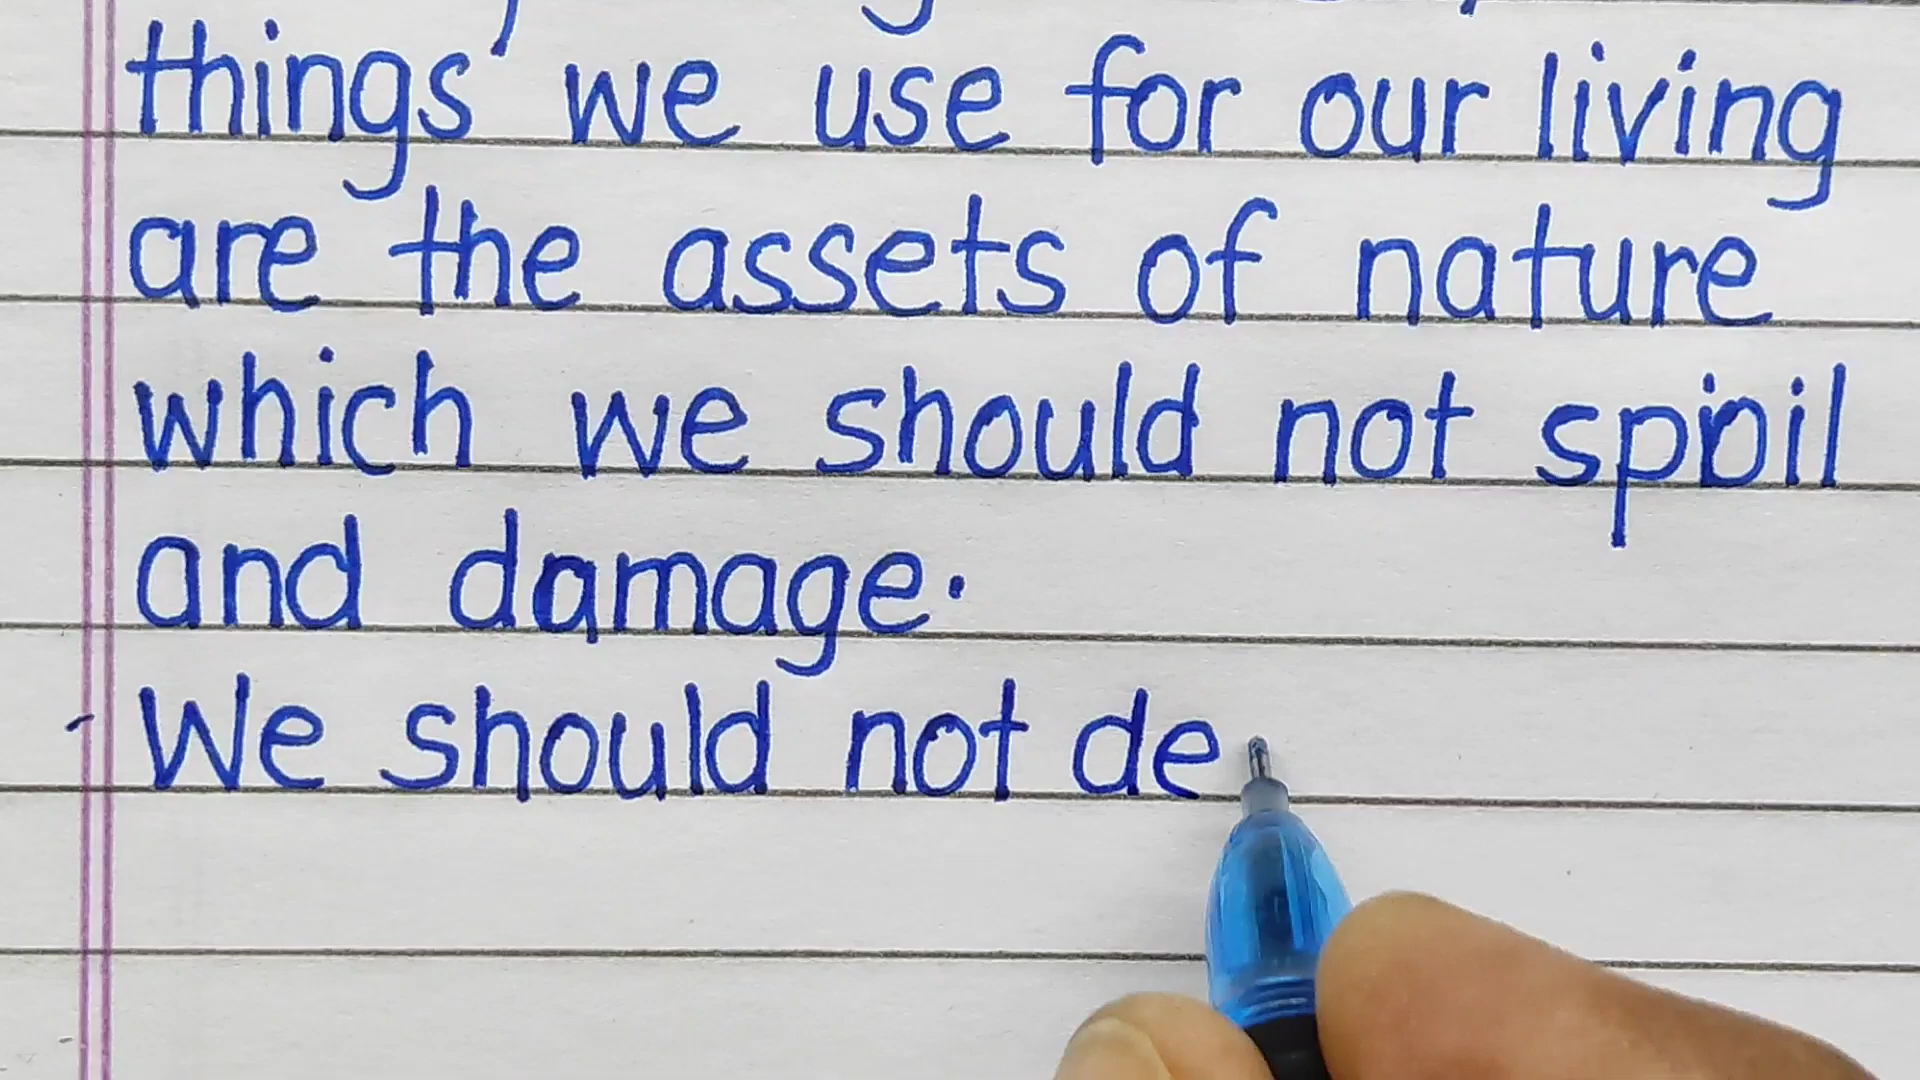 things we use for our living
are the assets of nature
which we should not spoil
and damage.
We should not de